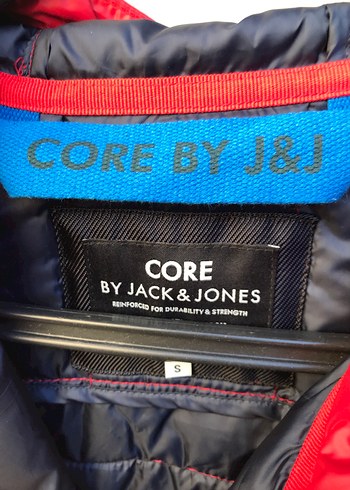 CORE BY J&J
CORE
BY JACK & JONES
REINFORCED FOR DURABILITY & STRENGTH
S